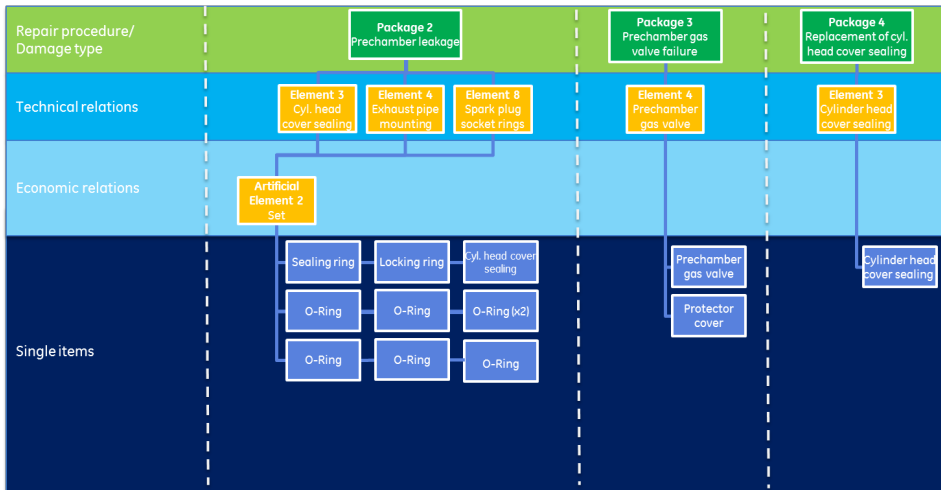 Repair procedure/
Damage type
Package 2
Prechamber leakage
Package 3
Prechamber gas
valve failure
Package 4
Replacement of cyl.
head cover sealing
Technical relations
Element 3
Cyl. head
cover sealing
Element 4
Exhaust pipe
mounting
Element 8
Spark plug
socket rings
Element 4
Prechamber
gas valve
Element 3
Cylinder head
cover sealing
Economic relations
Artificial
Element 2
Set
Single items
Sealing ring
Locking ring
Cyl. head cover
sealing
O-Ring
O-Ring
O-Ring (x2)
O-Ring
O-Ring
O-Ring
Prechamber
gas valve
Protector
cover
Cylinder head
cover sealing